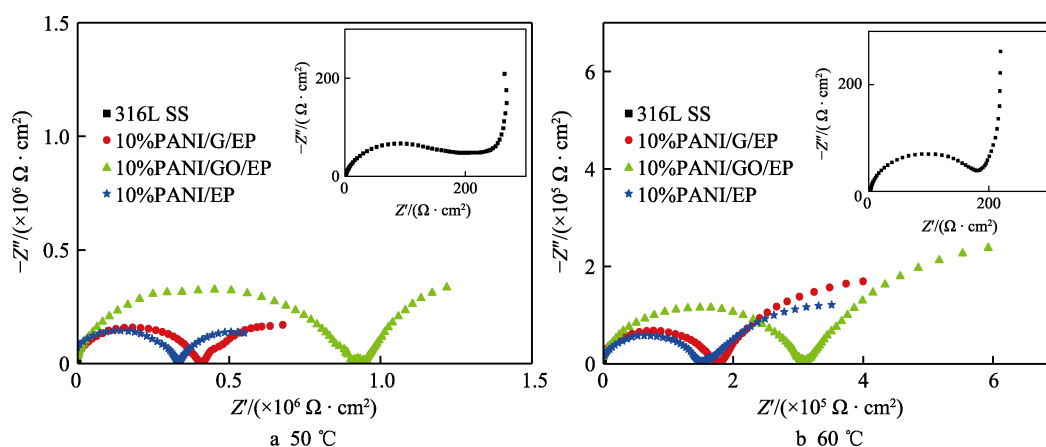 1.5
1.0
0.5
0
0
0.5
1.0
1.5
−Z″/(×10⁶ Ω · cm²)
Z′/(×10⁶ Ω · cm²)
316L SS
10%PANI/G/EP
10%PANI/GO/EP
10%PANI/EP
200
0
0
200
−Z″/( Ω · cm²)
Z′/(Ω · cm²)
a 50 ℃
6
4
2
0
0
2
4
6
−Z″/(×10⁵ Ω · cm²)
Z′/(×10⁵ Ω · cm²)
316L SS
10%PANI/G/EP
10%PANI/GO/EP
10%PANI/EP
200
0
0
200
−Z″/( Ω · cm²)
Z′/(Ω · cm²)
b 60 ℃